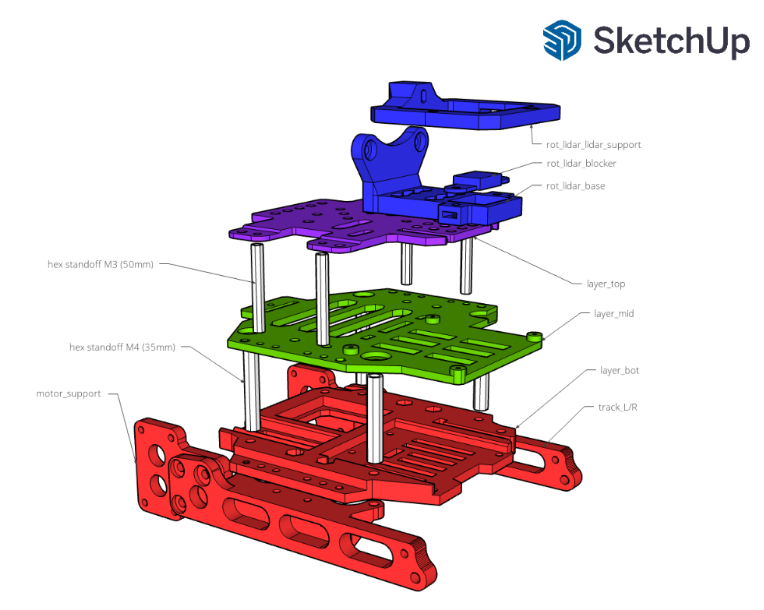 SketchUp
rot_lidar_lidar_support
rot_lidar_blocker
rot_lidar_base
hex standoff M3 (50mm)
layer_top
layer_mid
hex standoff M4 (35mm)
layer_bot
motor_support
track_L/R